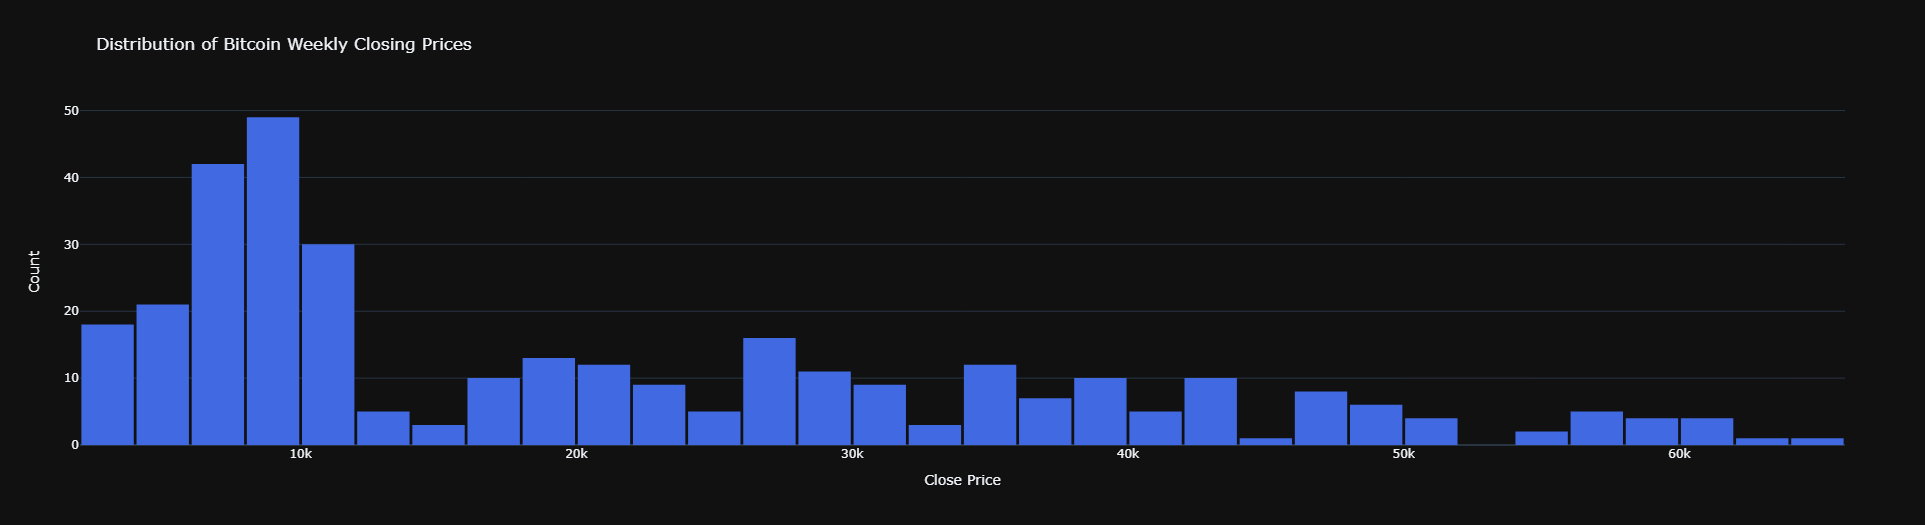 Distribution of Bitcoin Weekly Closing Prices
50
40
30
20
10
0
Count
10k
20k
30k
40k
50k
60k
Close Price